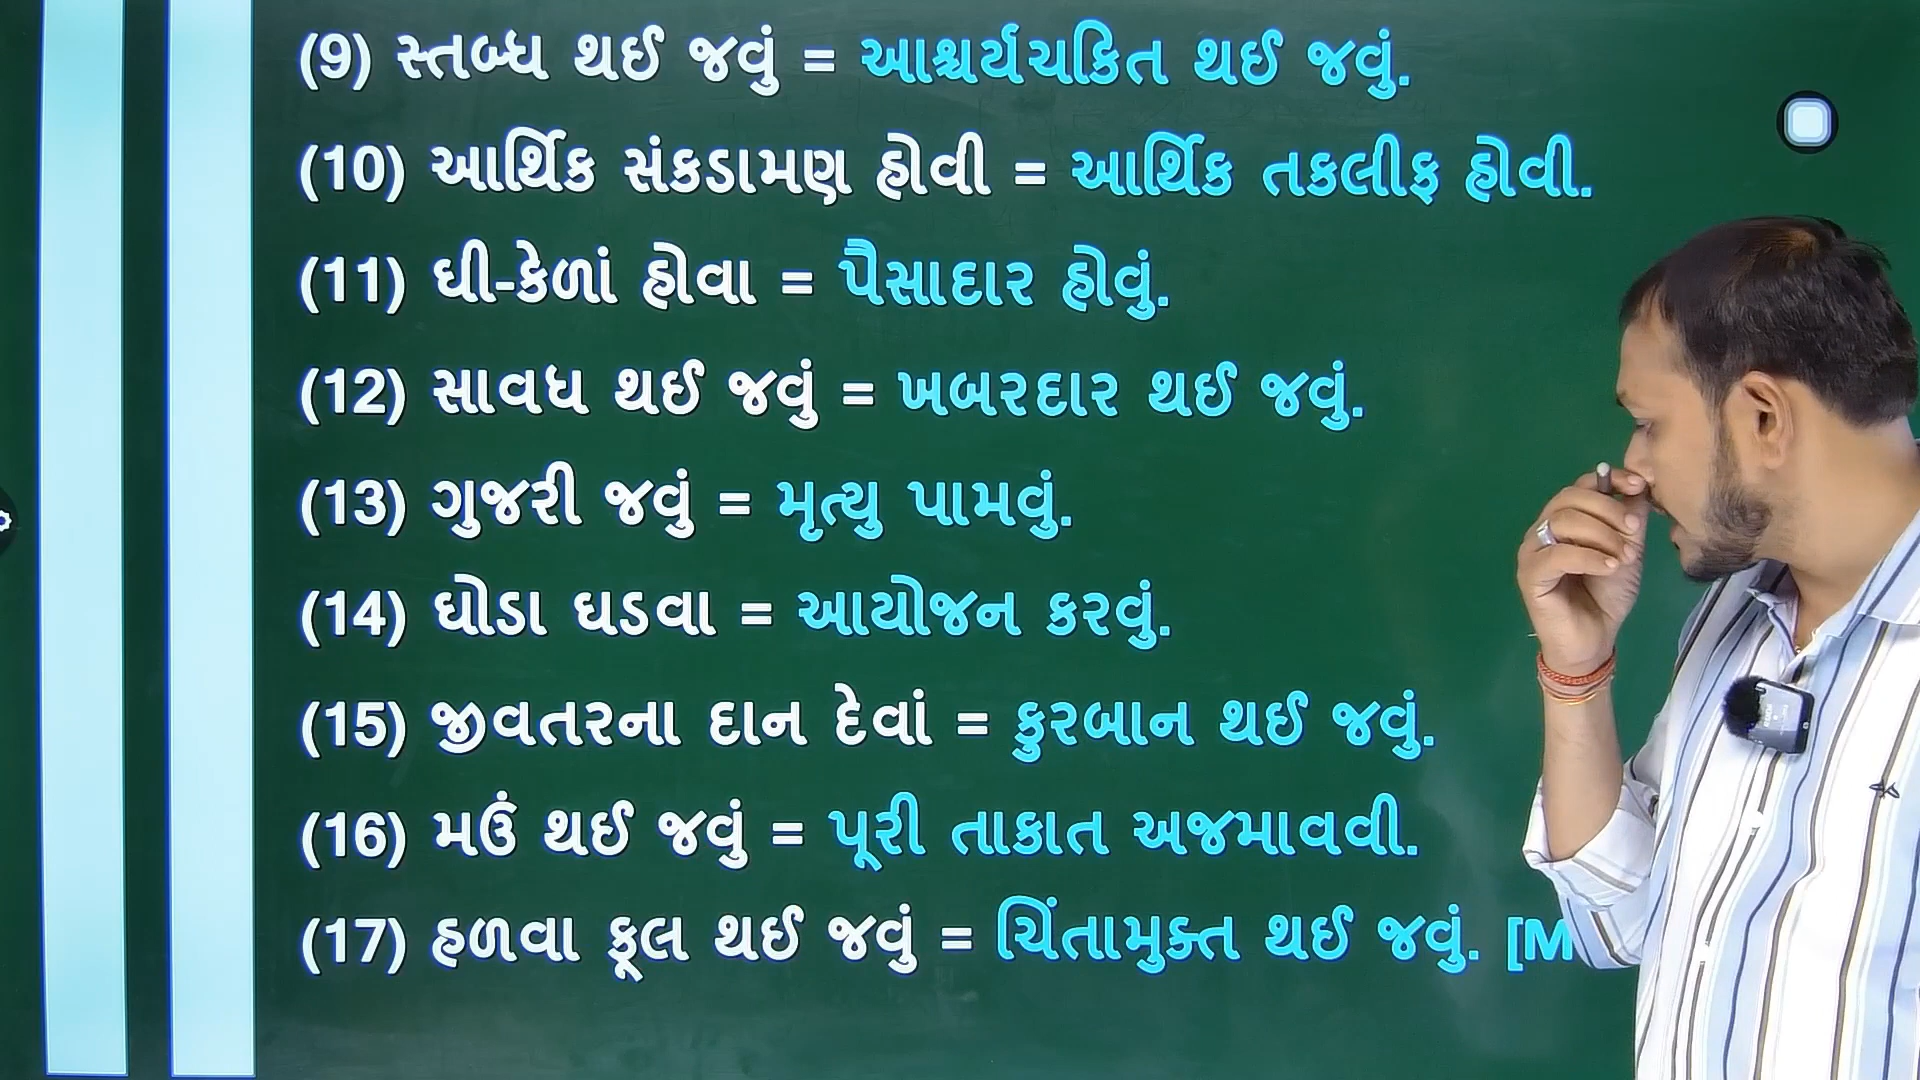 (9) સ્તબ્ધ થઈ જવું = આશ્ચર્યચકિત થઈ જવું.
(10) આર્થિક સંકડામણ હોવી = આર્થિક તકલીફ હોવી.
(11) ઘી-કેળાં હોવા = પૈસાદાર હોવું.
(12) સાવધ થઈ જવું = ખબરદાર થઈ જવું.
(13) ગુજરી જવું = મૃત્યુ પામવું.
(14) ઘોડા ઘડવા = આયોજન કરવું.
(15) જીવતરના દાન દેવાં = કુરબાન થઈ જવું.
(16) મઉં થઈ જવું = પૂરી તાકાત અજમાવવી.
(17) હળવા ફૂલ થઈ જવું = ચિંતામુક્ત થઈ જવું. [M